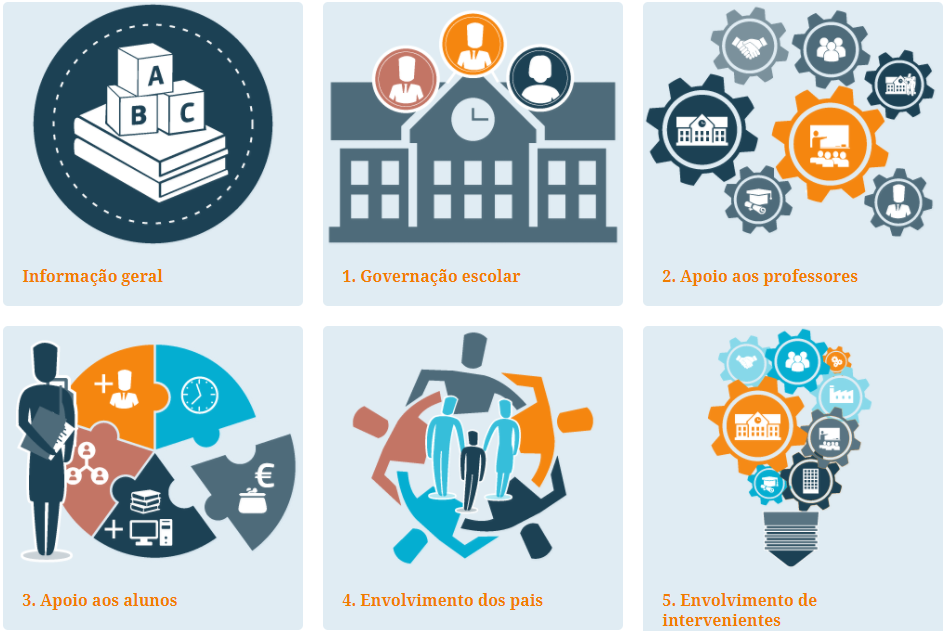 A
B C
Informação geral
1. Governação escolar
2. Apoio aos professores
€
3. Apoio aos alunos
4. Envolvimento dos pais
5. Envolvimento de
intervenientes